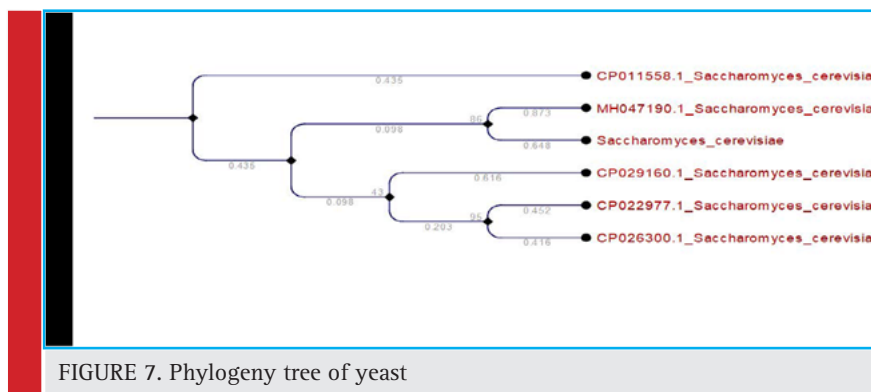 0.435
CP011558.1_Saccharomyces_cerevisia
MH047190.1_Saccharomyces_cerevisia
86
0.873
0.098
0.648
Saccharomyces_cerevisiae
0.435
CP029160.1_Saccharomyces_cerevisia
0.616
43
0.098
CP022977.1_Saccharomyces_cerevisia
95
0.452
0.203
0.416
CP026300.1_Saccharomyces_cerevisia
FIGURE 7. Phylogeny tree of yeast